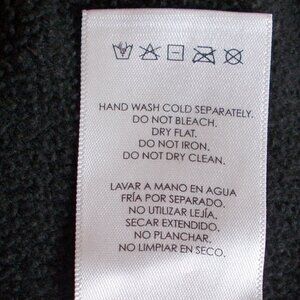 HAND WASH COLD SEPARATELY.
DO NOT BLEACH.
DRY FLAT.
DO NOT IRON.
DO NOT DRY CLEAN.
LAVAR A MANO EN AGUA
FRÍA POR SEPARADO.
NO UTILIZAR LEJÍA.
SECAR EXTENDIDO.
NO PLANCHAR.
NO LIMPIAR EN SECO.